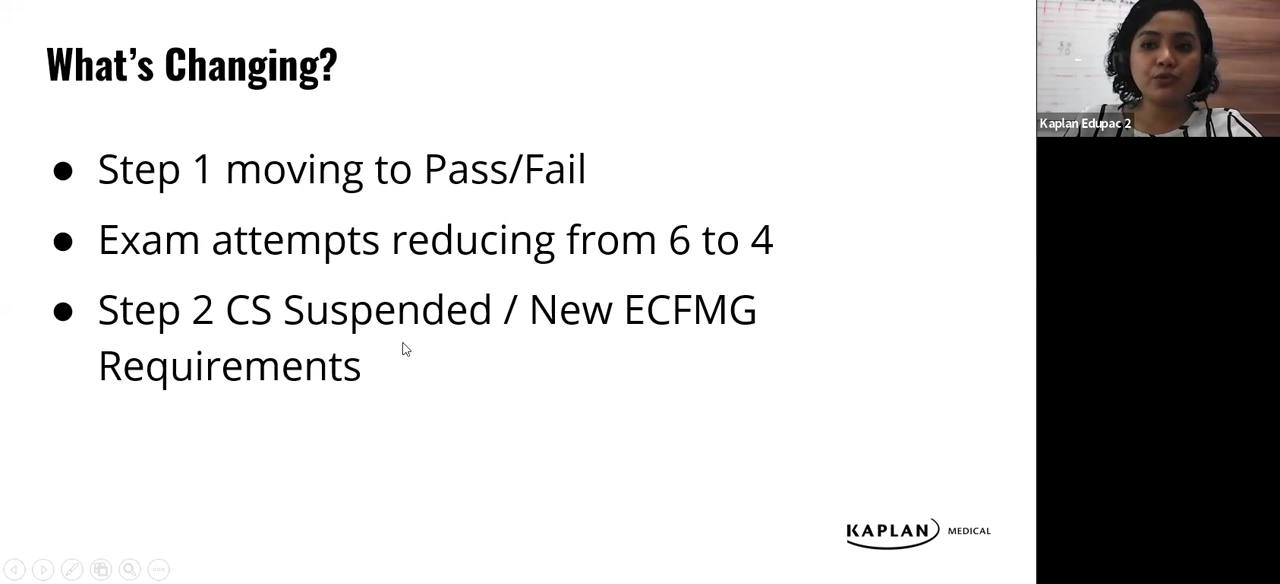 What's Changing?
● Step 1 moving to Pass/Fail
● Exam attempts reducing from 6 to 4
● Step 2 CS Suspended / New ECFMG
Requirements
KAPLAN MEDICAL
Kaplan Edupac 2